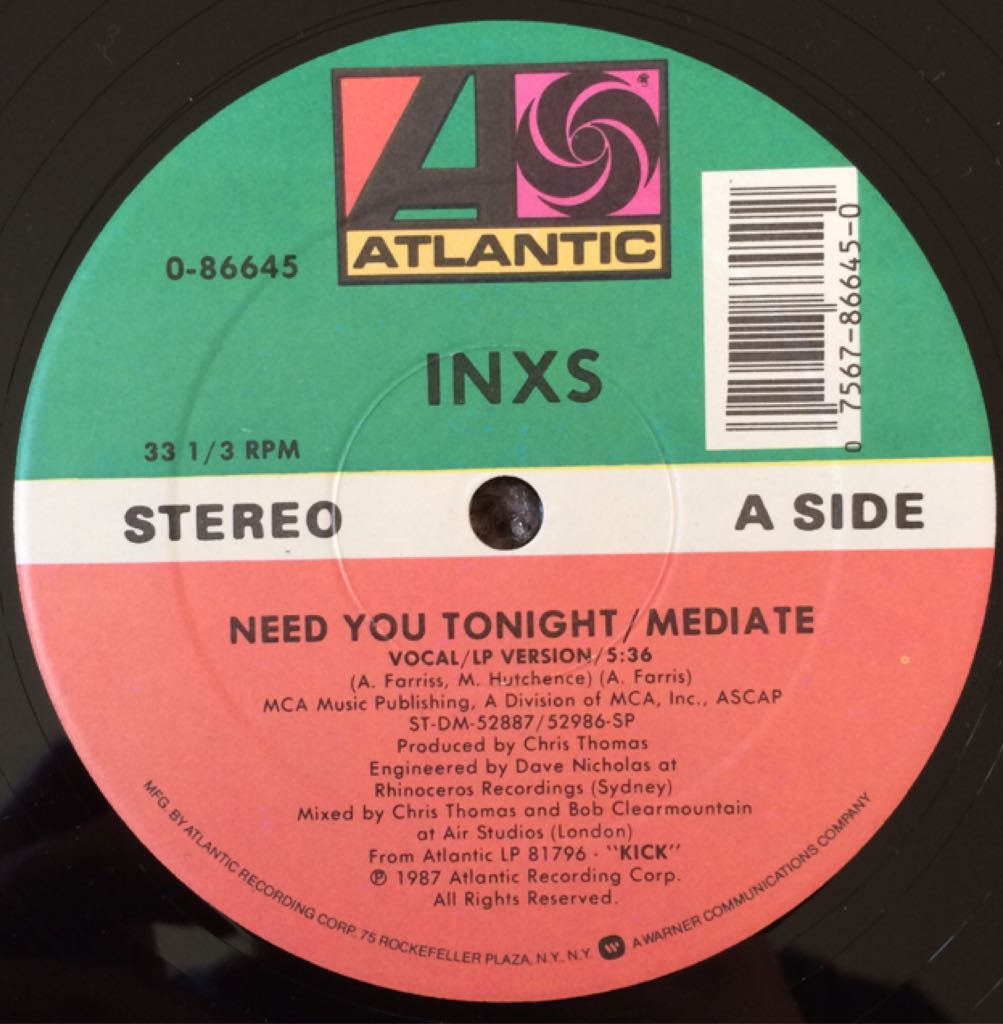 ATLANTIC
0-86645
0 7567-86645-0
INXS
33 1/3 RPM
STEREO
A SIDE
NEED YOU TONIGHT/MEDIATE
VOCAL/LP VERSION/5:36
(A. Farriss, M. Hutchence) (A. Farris)
MCA Music Publishing, A Division of MCA, Inc., ASCAP
ST-DM-52887/52986-SP
Produced by Chris Thomas
Engineered by Dave Nicholas at
Rhinoceros Recordings (Sydney)
Mixed by Chris Thomas and Bob Clearmountain
at Air Studios (London)
From Atlantic LP 81796 - "KICK"
℗ 1987 Atlantic Recording Corp.
All Rights Reserved.
MFG. BY ATLANTIC RECORDING CORP., 75 ROCKEFELLER PLAZA, N.Y., N.Y. A WARNER COMMUNICATIONS COMPANY